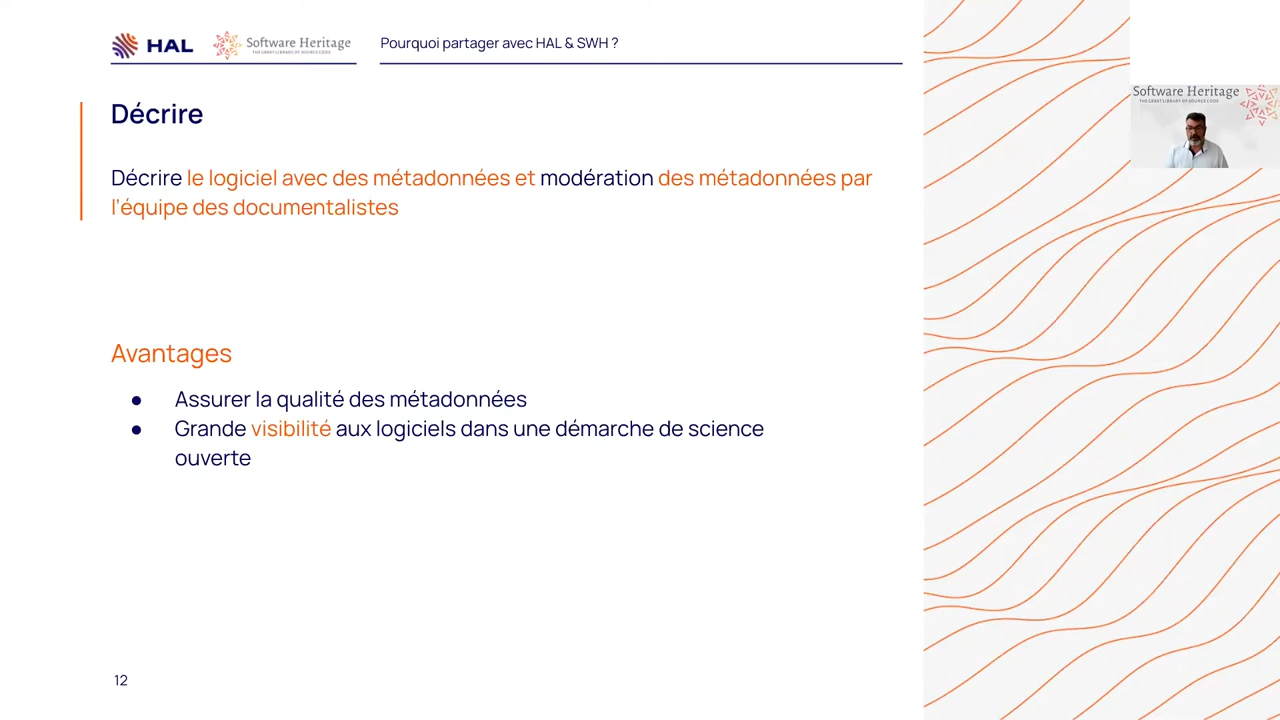 HAL
Software Heritage
THE GREAT LIBRARY OF SOURCE CODE
Pourquoi partager avec HAL & SWH ?
Software Heritage
THE GREAT LIBRARY OF SOURCE CODE
Décrire
Décrire le logiciel avec des métadonnées et modération des métadonnées par
l'équipe des documentalistes
Avantages
● Assurer la qualité des métadonnées
● Grande visibilité aux logiciels dans une démarche de science
ouverte
12